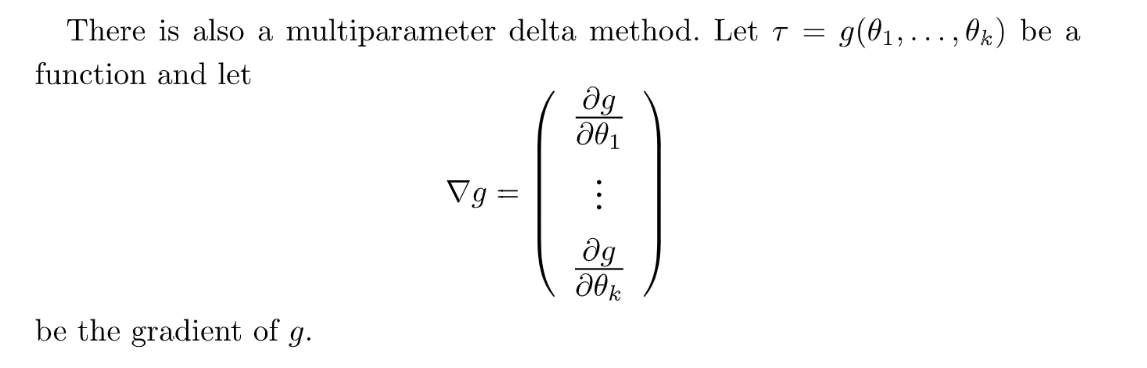 There is also a multiparameter delta method. Let τ = g(θ₁, . . . , θₖ) be a
function and let
∇g = ( ∂g/∂θ₁ ⋮ ∂g/∂θₖ )
be the gradient of g.